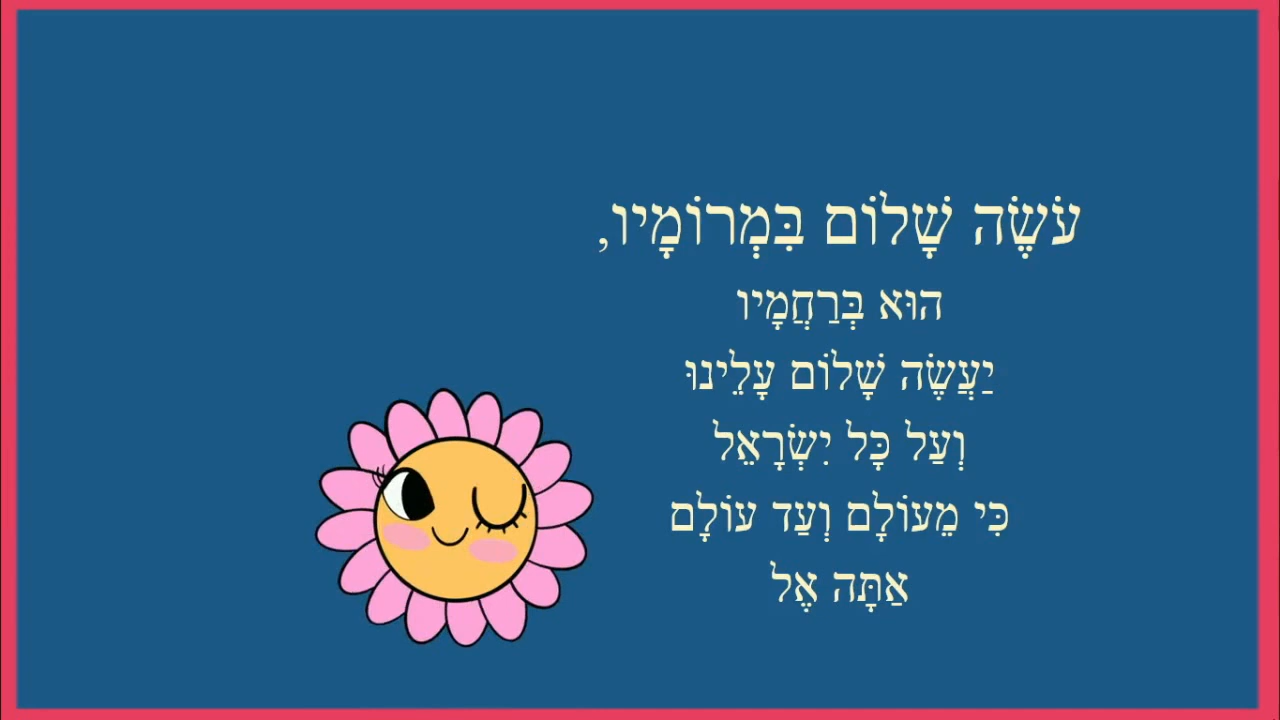 עֹשֶׂה שָׁלוֹם בִּמְרוֹמָיו,
הוּא בְּרַחֲמָיו
יַעֲשֶׂה שָׁלוֹם עָלֵינוּ
וְעַל כָּל יִשְׂרָאֵל
כִּי מֵעוֹלָם וְעַד עוֹלָם
אַתָּה אֶל